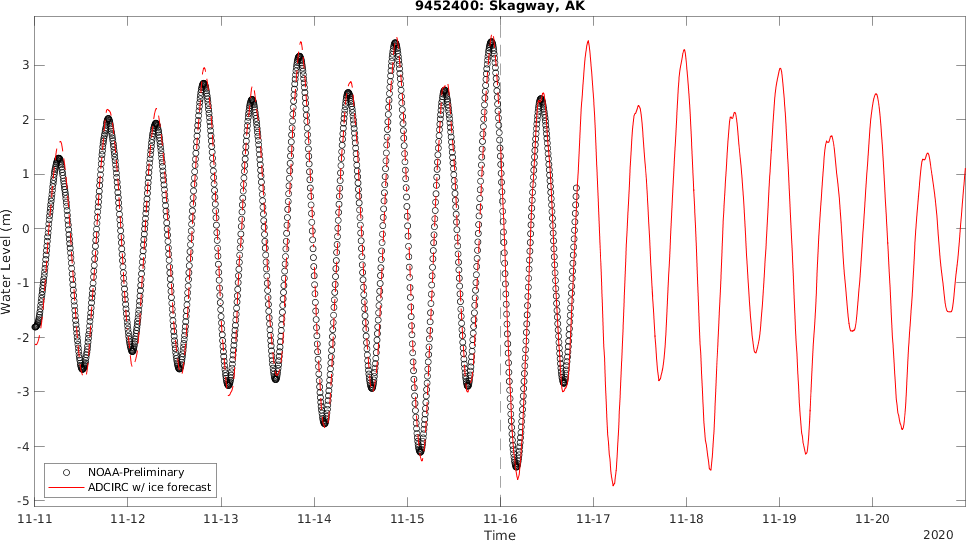 9452400: Skagway, AK
Water Level (m)
3
2
1
0
-1
-2
-3
-4
-5
NOAA-Preliminary
ADCIRC w/ ice forecast
11-11 11-12 11-13 11-14 11-15 11-16 11-17 11-18 11-19 11-20
Time
2020